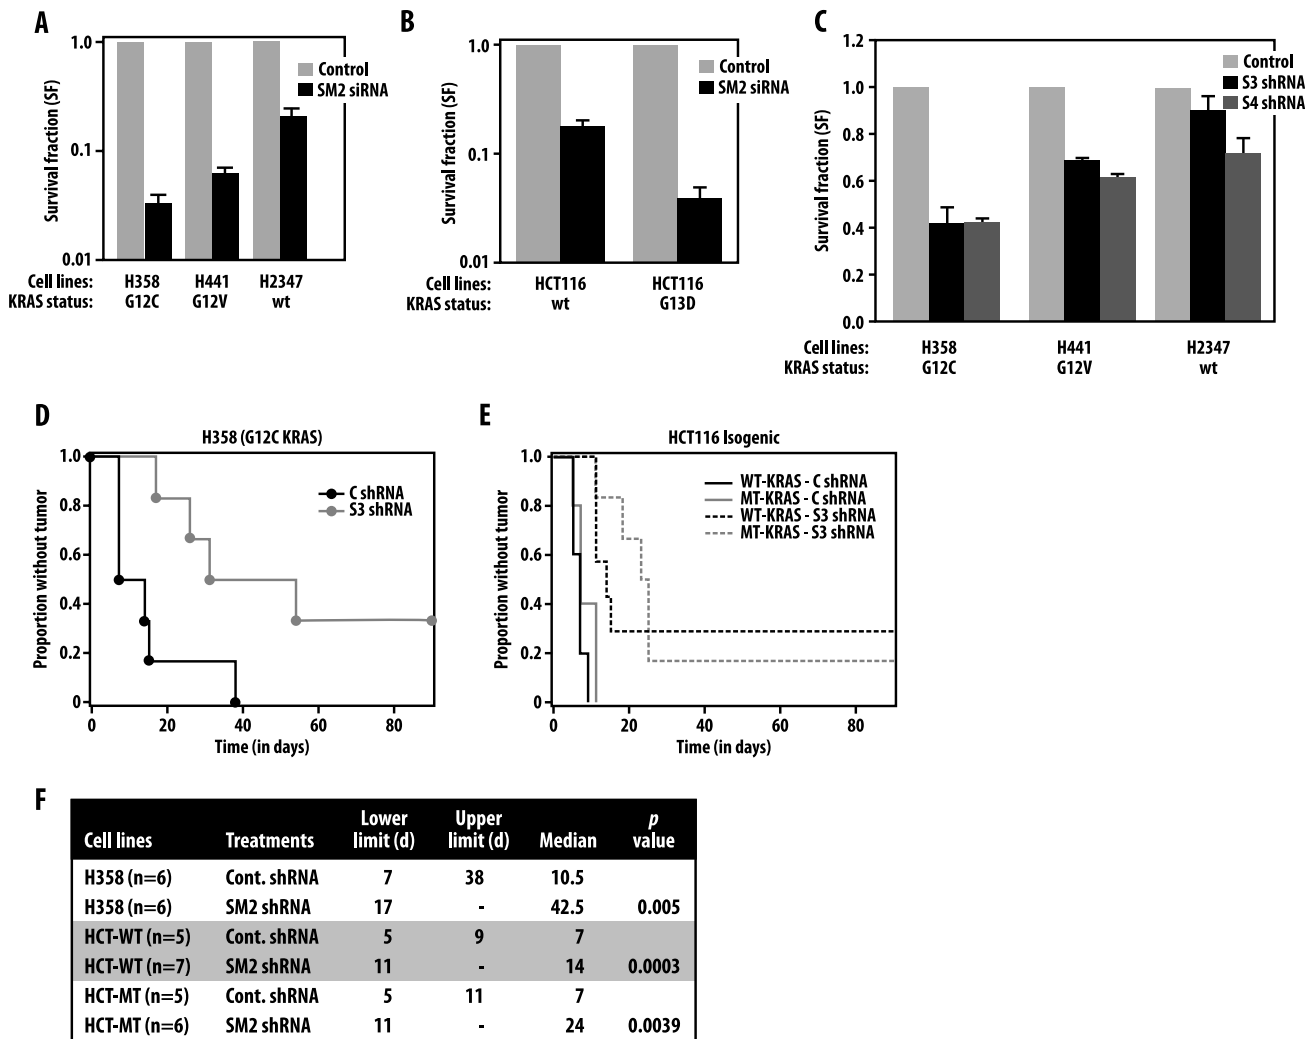 A
1.0
0.1
0.01
Survival fraction (SF)
Control
SM2 siRNA
Cell lines: H358 H441 H2347
KRAS status: G12C G12V wt
B
1.0
0.1
0.01
Survival fraction (SF)
Control
SM2 siRNA
Cell lines: HCT116 HCT116
KRAS status: wt G13D
C
1.2
1.0
0.8
0.6
0.4
0.2
0.0
Survival fraction (SF)
Control
S3 shRNA
S4 shRNA
Cell lines: H358 H441 H2347
KRAS status: G12C G12V wt
D
H358 (G12C KRAS)
1.0
0.8
0.6
0.4
0.2
0
Proportion without tumor
C shRNA
S3 shRNA
0 20 40 60 80
Time (in days)
E
HCT116 Isogenic
1.0
0.8
0.6
0.4
0.2
0
Proportion without tumor
WT-KRAS - C shRNA
MT-KRAS - C shRNA
WT-KRAS - S3 shRNA
MT-KRAS - S3 shRNA
0 20 40 60 80
Time (in days)
F
Cell lines Treatments Lower limit (d) Upper limit (d) Median p value
H358 (n=6) Cont. shRNA 7 38 10.5
H358 (n=6) SM2 shRNA 17 - 42.5 0.005
HCT-WT (n=5) Cont. shRNA 5 9 7
HCT-WT (n=7) SM2 shRNA 11 - 14 0.0003
HCT-MT (n=5) Cont. shRNA 5 11 7
HCT-MT (n=6) SM2 shRNA 11 - 24 0.0039